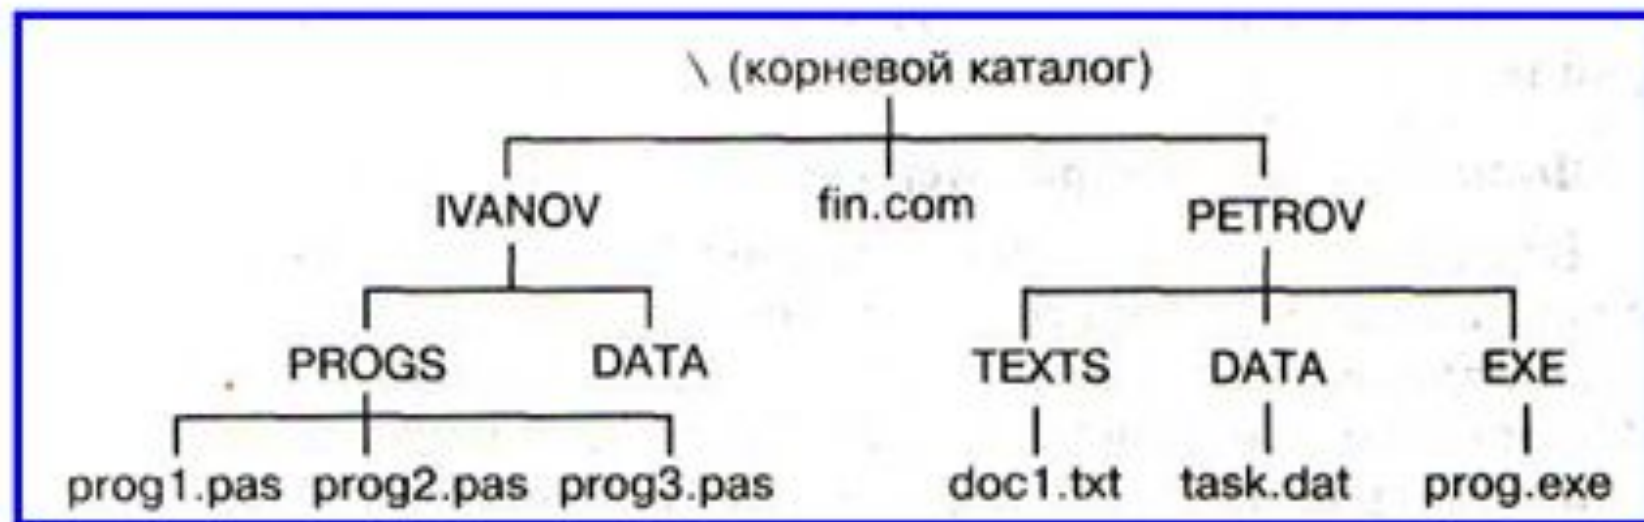 \ (корневой каталог)
IVANOV fin.com PETROV
PROGS DATA TEXTS DATA EXE
prog1.pas prog2.pas prog3.pas doc1.txt task.dat prog.exe